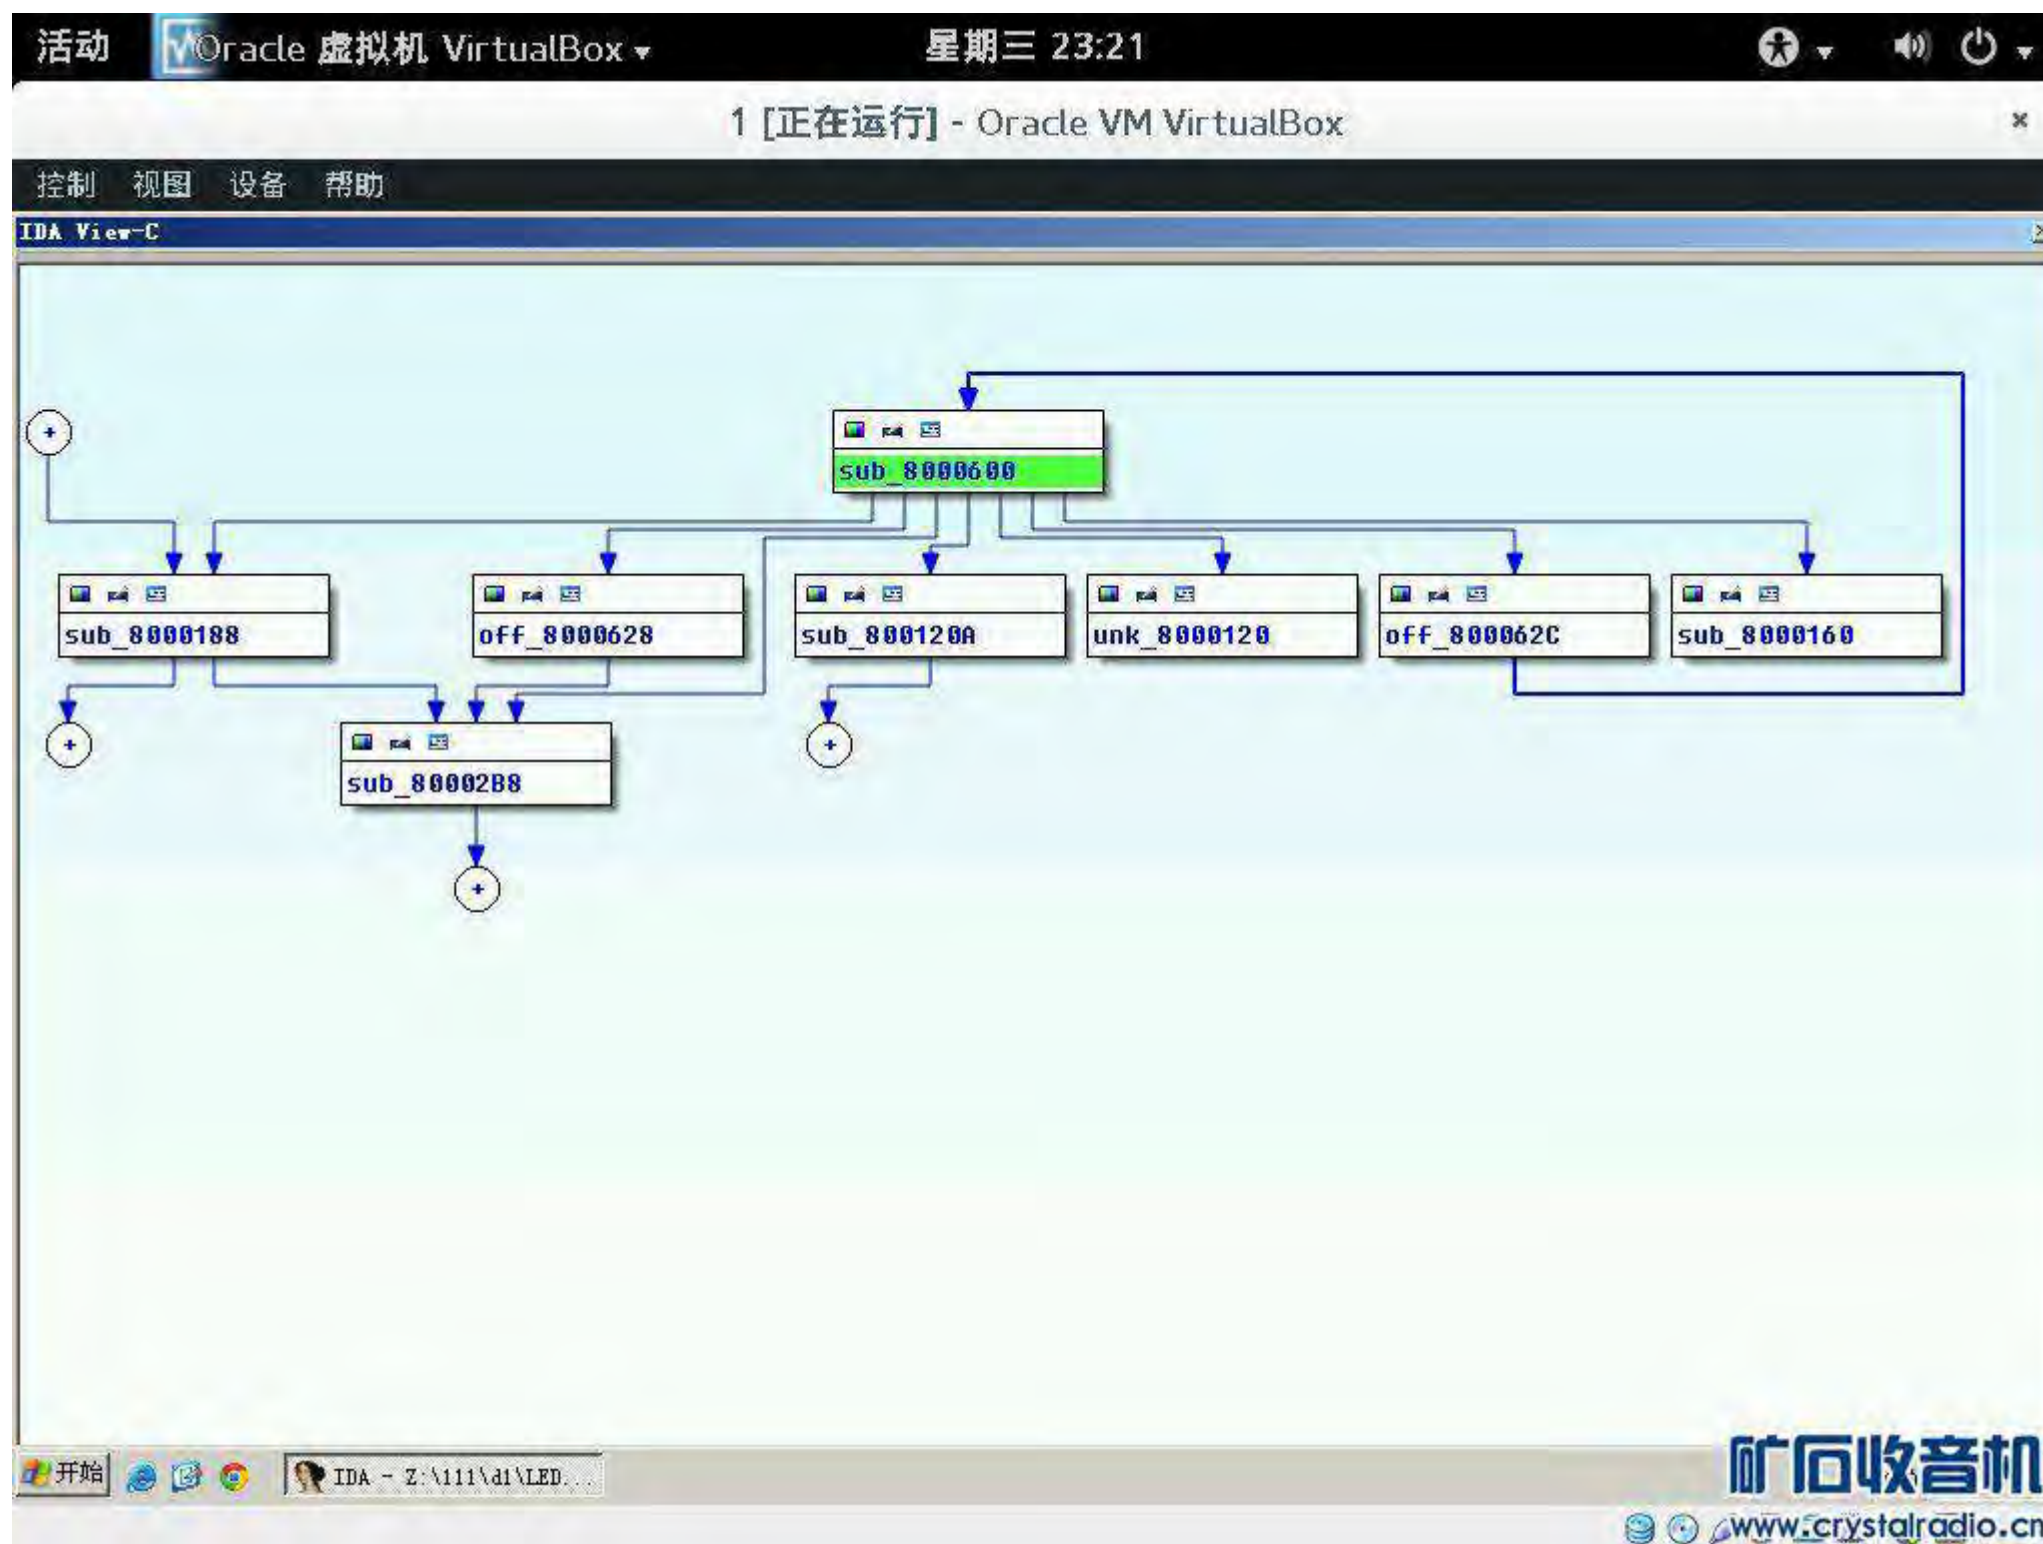 活动 Oracle 虚拟机 VirtualBox 星期三 23:21
1 [正在运行] - Oracle VM VirtualBox
控制 视图 设备 帮助
IDA View-C
sub_8000600
sub_8000188
off_8000628
sub_800120A
unk_8000120
off_800062C
sub_8000160
sub_80002B8
开始 IDA - Z:\111\d1\LED...
矿石收音机
www.crystalradio.cn